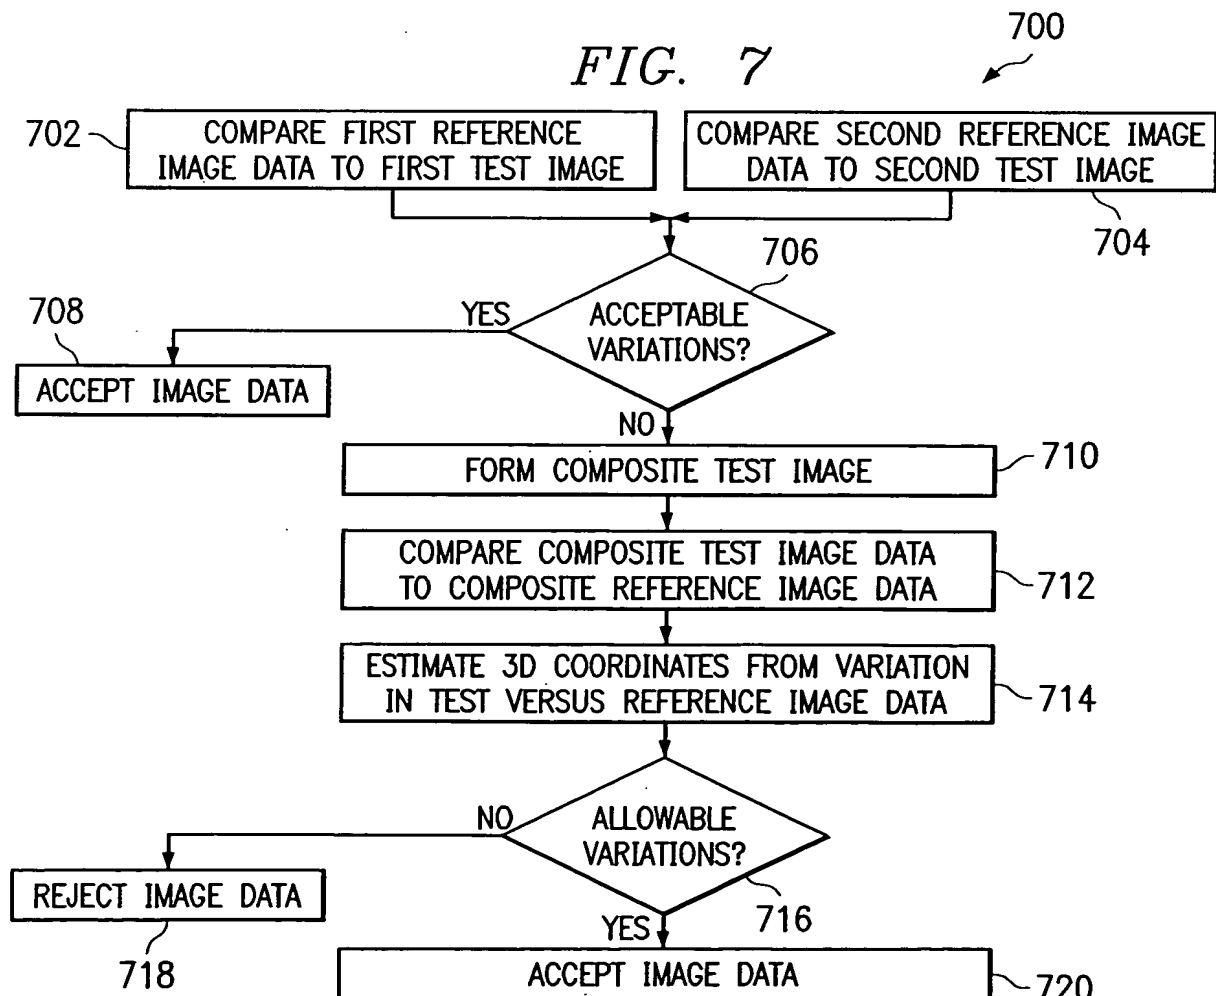 FIG. 7
700
702
COMPARE FIRST REFERENCE
IMAGE DATA TO FIRST TEST IMAGE
COMPARE SECOND REFERENCE IMAGE
DATA TO SECOND TEST IMAGE
704
706
ACCEPTABLE
VARIATIONS?
YES
708
ACCEPT IMAGE DATA
NO
FORM COMPOSITE TEST IMAGE
710
COMPARE COMPOSITE TEST IMAGE DATA
TO COMPOSITE REFERENCE IMAGE DATA
712
ESTIMATE 3D COORDINATES FROM VARIATION
IN TEST VERSUS REFERENCE IMAGE DATA
714
ALLOWABLE
VARIATIONS?
NO
REJECT IMAGE DATA
718
716
YES
ACCEPT IMAGE DATA
720